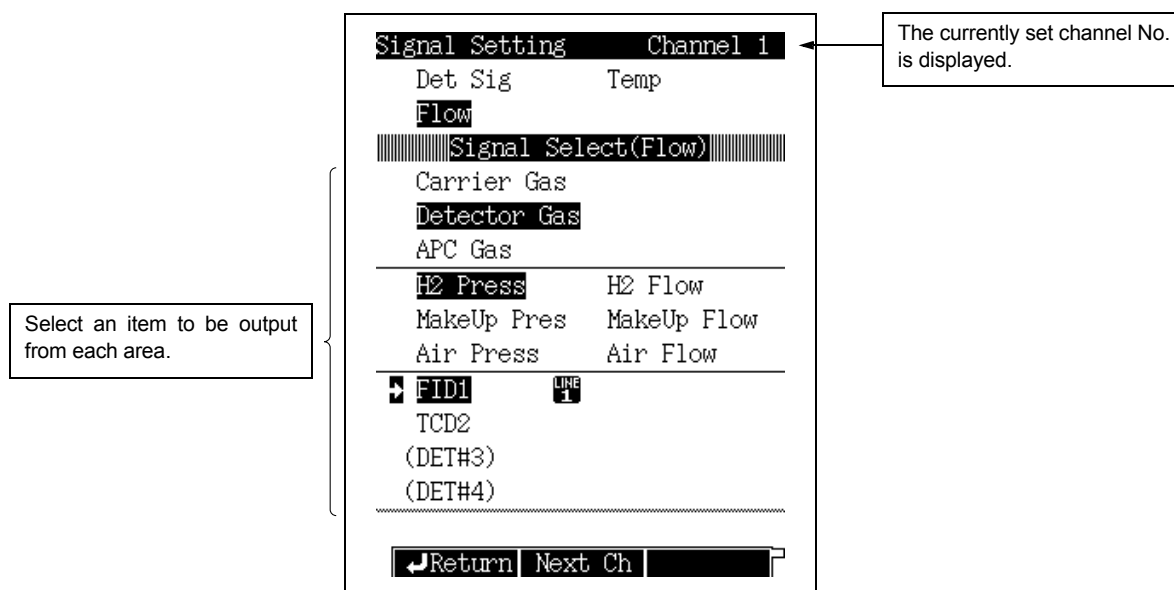 Signal Setting Channel 1
Det Sig Temp
Flow
Signal Select(Flow)
Carrier Gas
Detector Gas
APC Gas
H2 Press H2 Flow
MakeUp Pres MakeUp Flow
Air Press Air Flow
FID1 LINE 1
TCD2
(DET#3)
(DET#4)
Return Next Ch
The currently set channel No.
is displayed.
Select an item to be output
from each area.